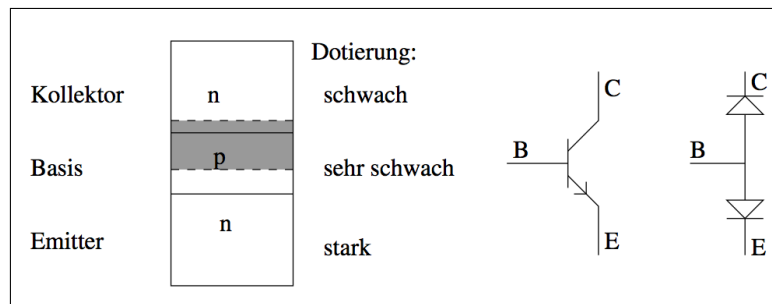 Dotierung:
Kollektor n schwach
C C
B B
Basis p sehr schwach
n
Emitter stark
E E